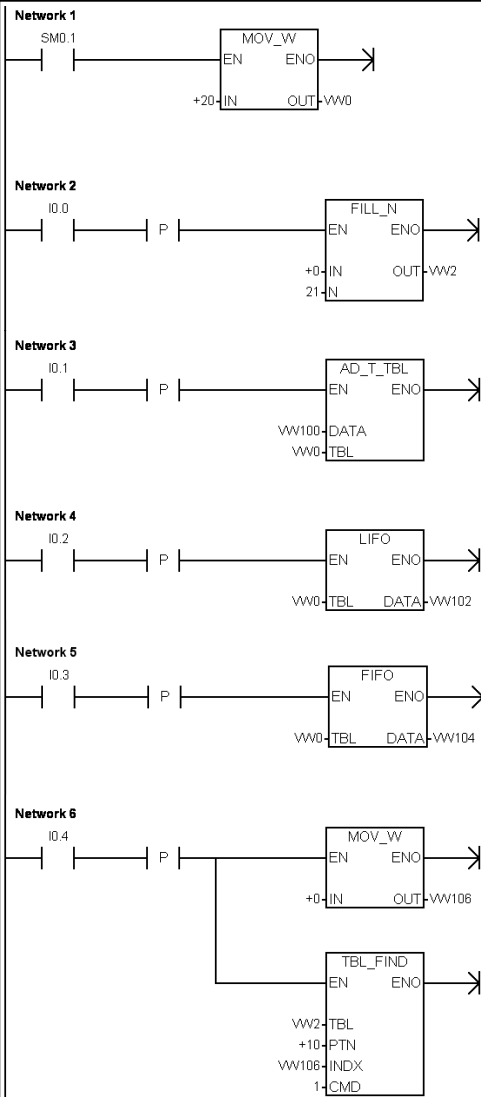 Network 1
SM0.1
MOV_W
EN ENO
+20 IN OUT VW0
Network 2
I0.0
P
FILL_N
EN ENO
+0 IN OUT VW2
21 N
Network 3
I0.1
P
AD_T_TBL
EN ENO
VW100 DATA
VW0 TBL
Network 4
I0.2
P
LIFO
EN ENO
VW0 TBL DATA VW102
Network 5
I0.3
P
FIFO
EN ENO
VW0 TBL DATA VW104
Network 6
I0.4
P
MOV_W
EN ENO
+0 IN OUT VW106
TBL_FIND
EN ENO
VW2 TBL
+10 PTN
VW106 INDX
1 CMD